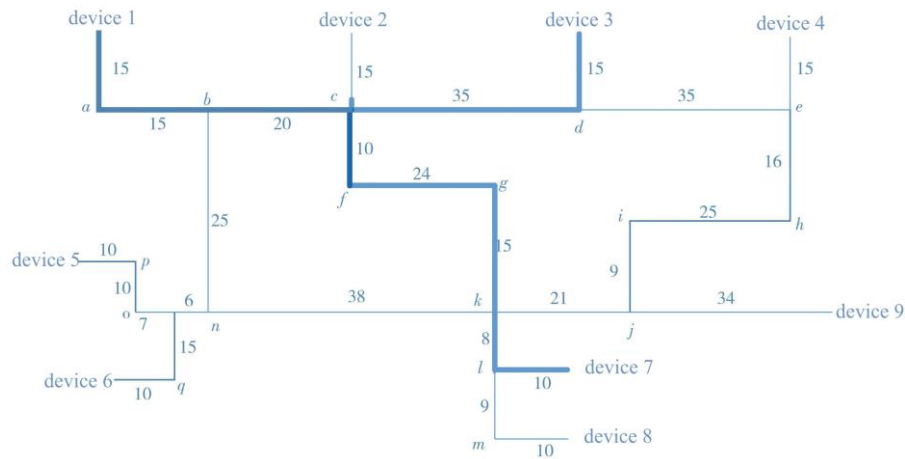 device 1 device 2 device 3 device 4
15 15 15 15
a b c 35 35 e
15 20 d
10 16
24 g
f
25 i 25 h
15
10 9
device 5 p
10 6 38 k 21 34
o 7 n j device 9
15 8
l device 7
device 6 10 q 10
9
m device 8
10